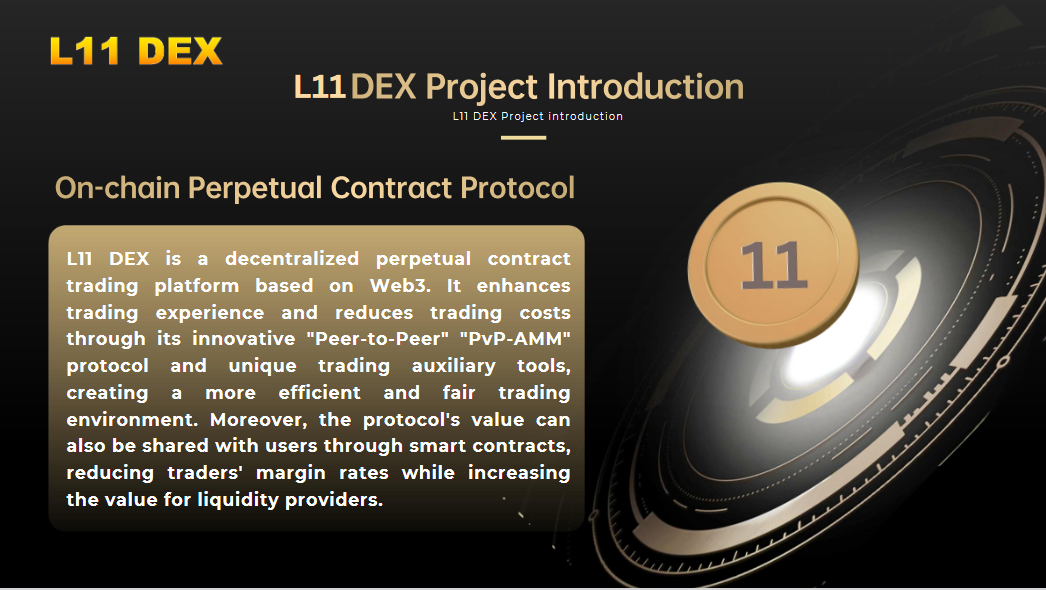 L11 DEX
L11 DEX Project Introduction
L11 DEX Project introduction
On-chain Perpetual Contract Protocol
L11 DEX is a decentralized perpetual contract
trading platform based on Web3. It enhances
trading experience and reduces trading costs
through its innovative "Peer-to-Peer" "PvP-AMM"
protocol and unique trading auxiliary tools,
creating a more efficient and fair trading
environment. Moreover, the protocol's value can
also be shared with users through smart contracts,
reducing traders' margin rates while increasing
the value for liquidity providers.
11